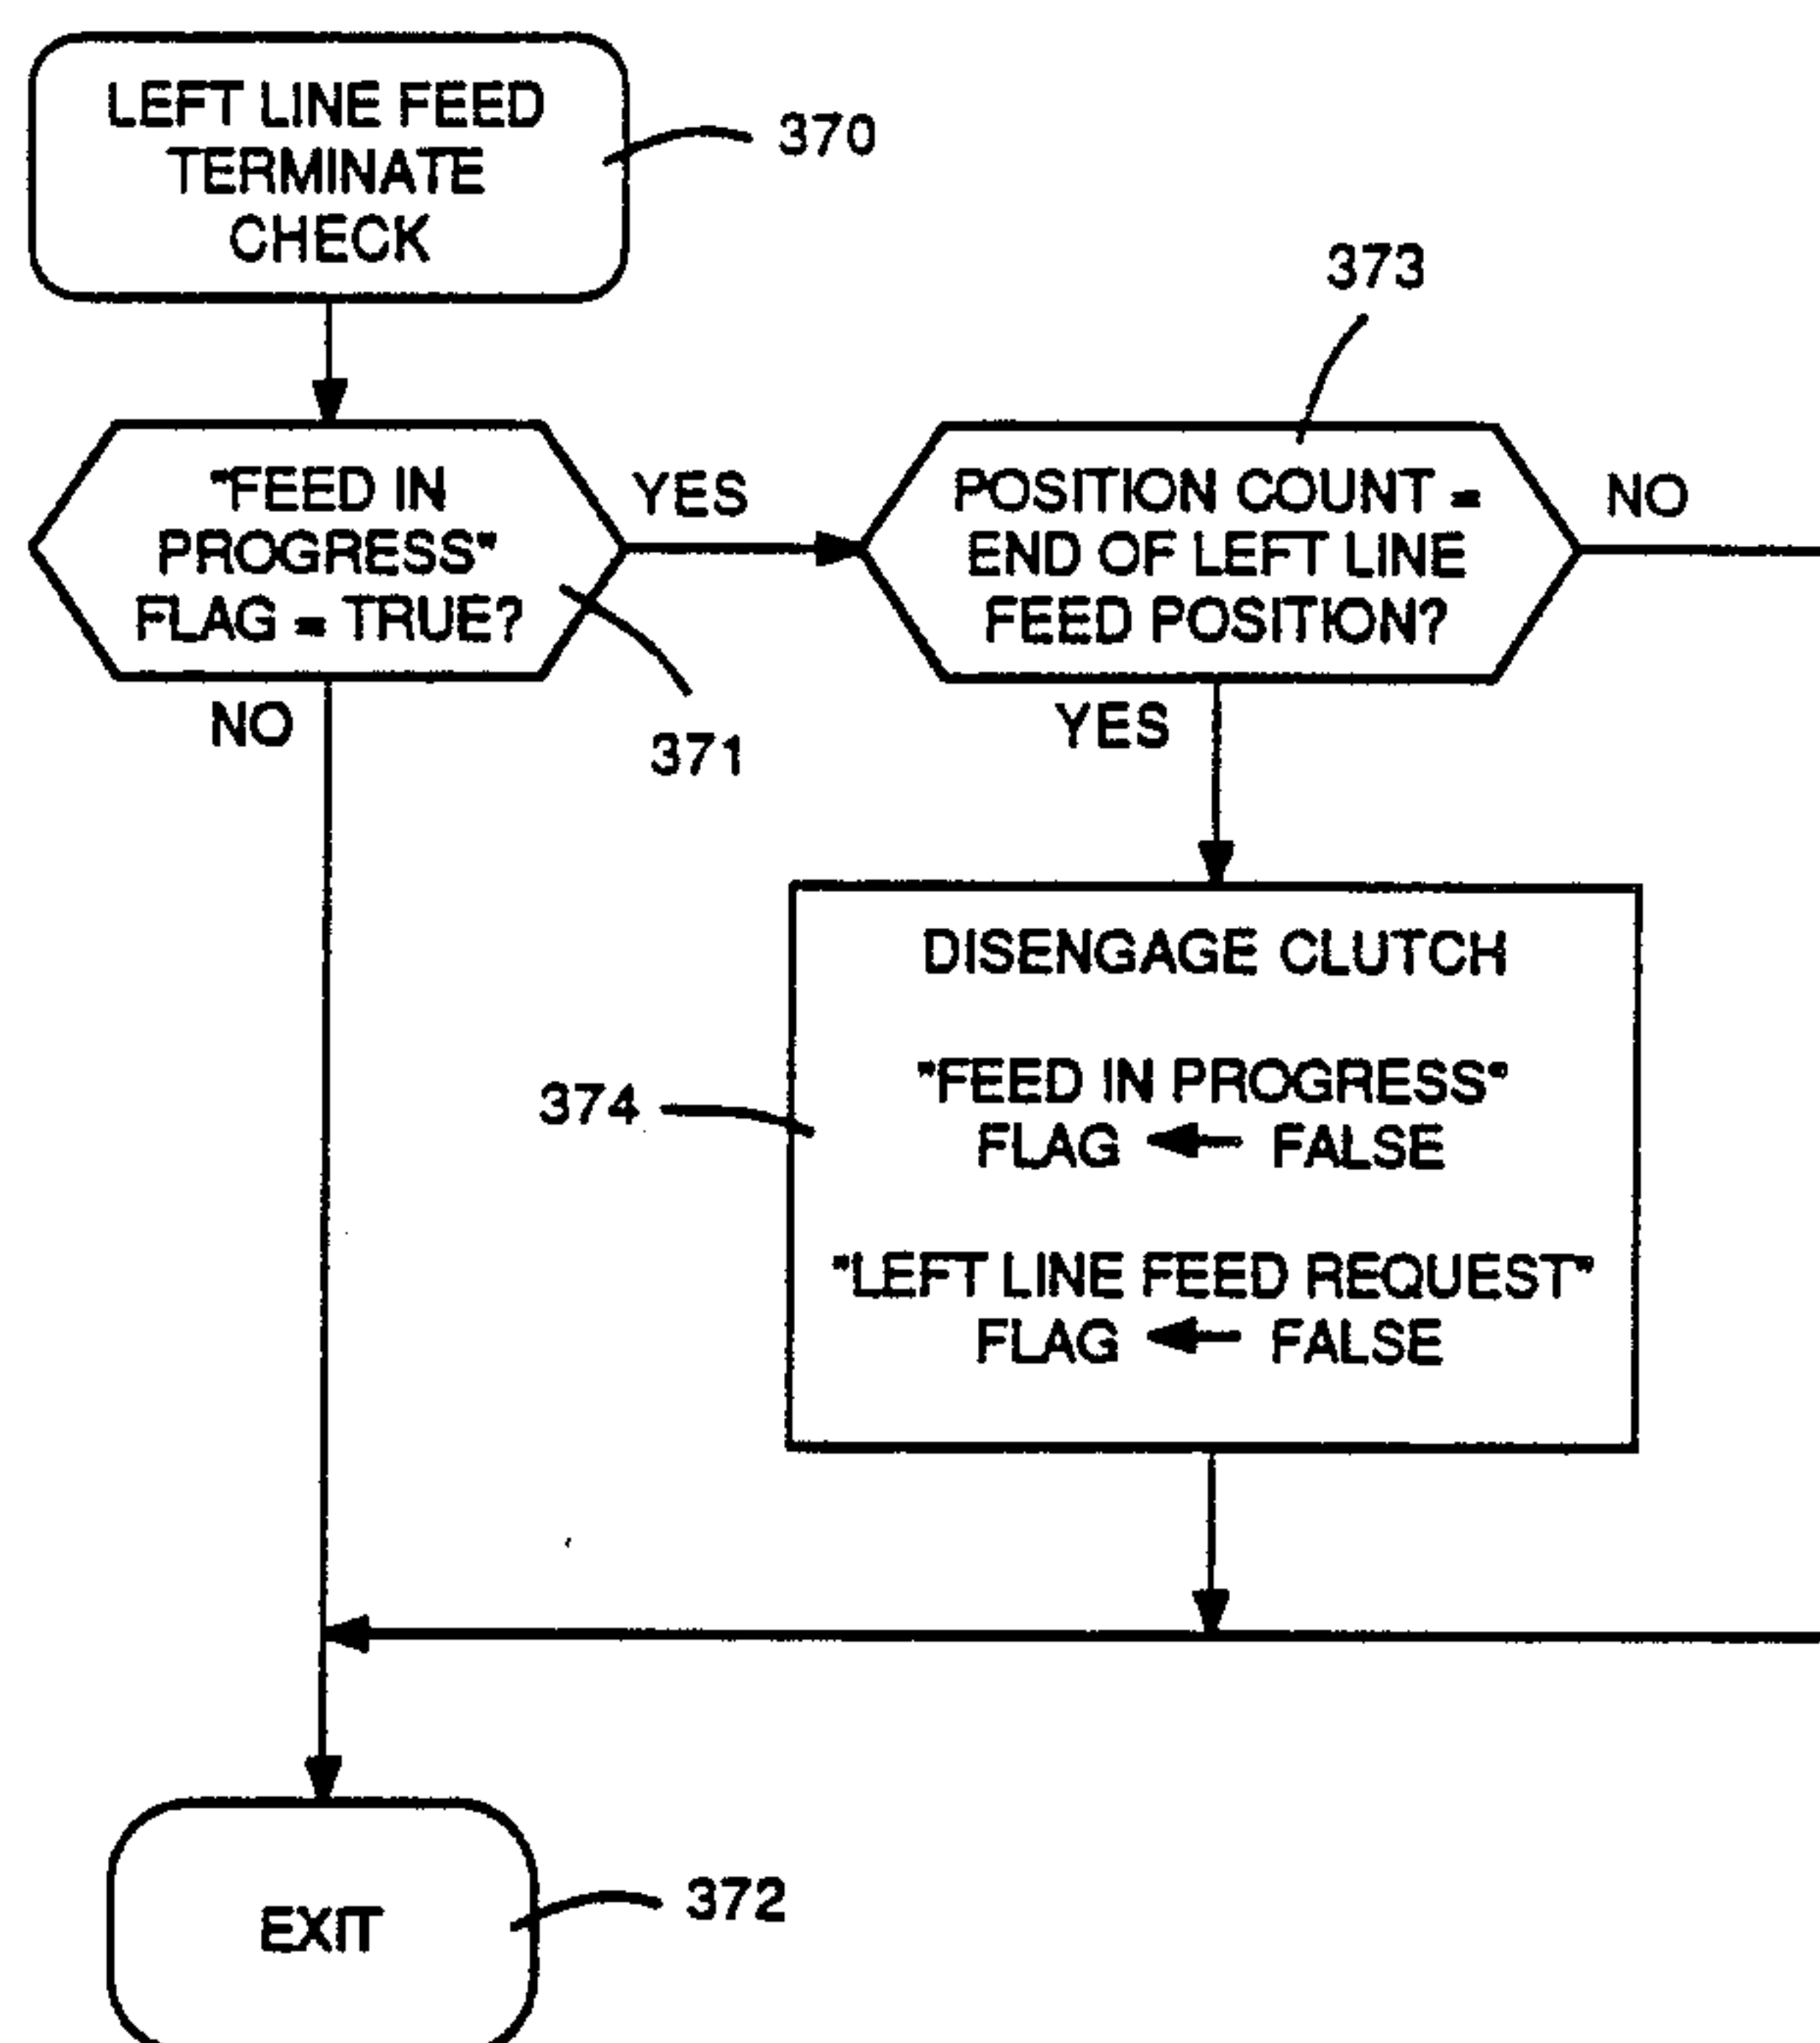 LEFT LINE FEED
TERMINATE
CHECK
370
373
"FEED IN
PROGRESS"
FLAG = TRUE?
YES
POSITION COUNT =
END OF LEFT LINE
FEED POSITION?
NO
NO
371
YES
DISENGAGE CLUTCH
"FEED IN PROGRESS"
FLAG ← FALSE
374
"LEFT LINE FEED REQUEST"
FLAG ← FALSE
EXIT
372